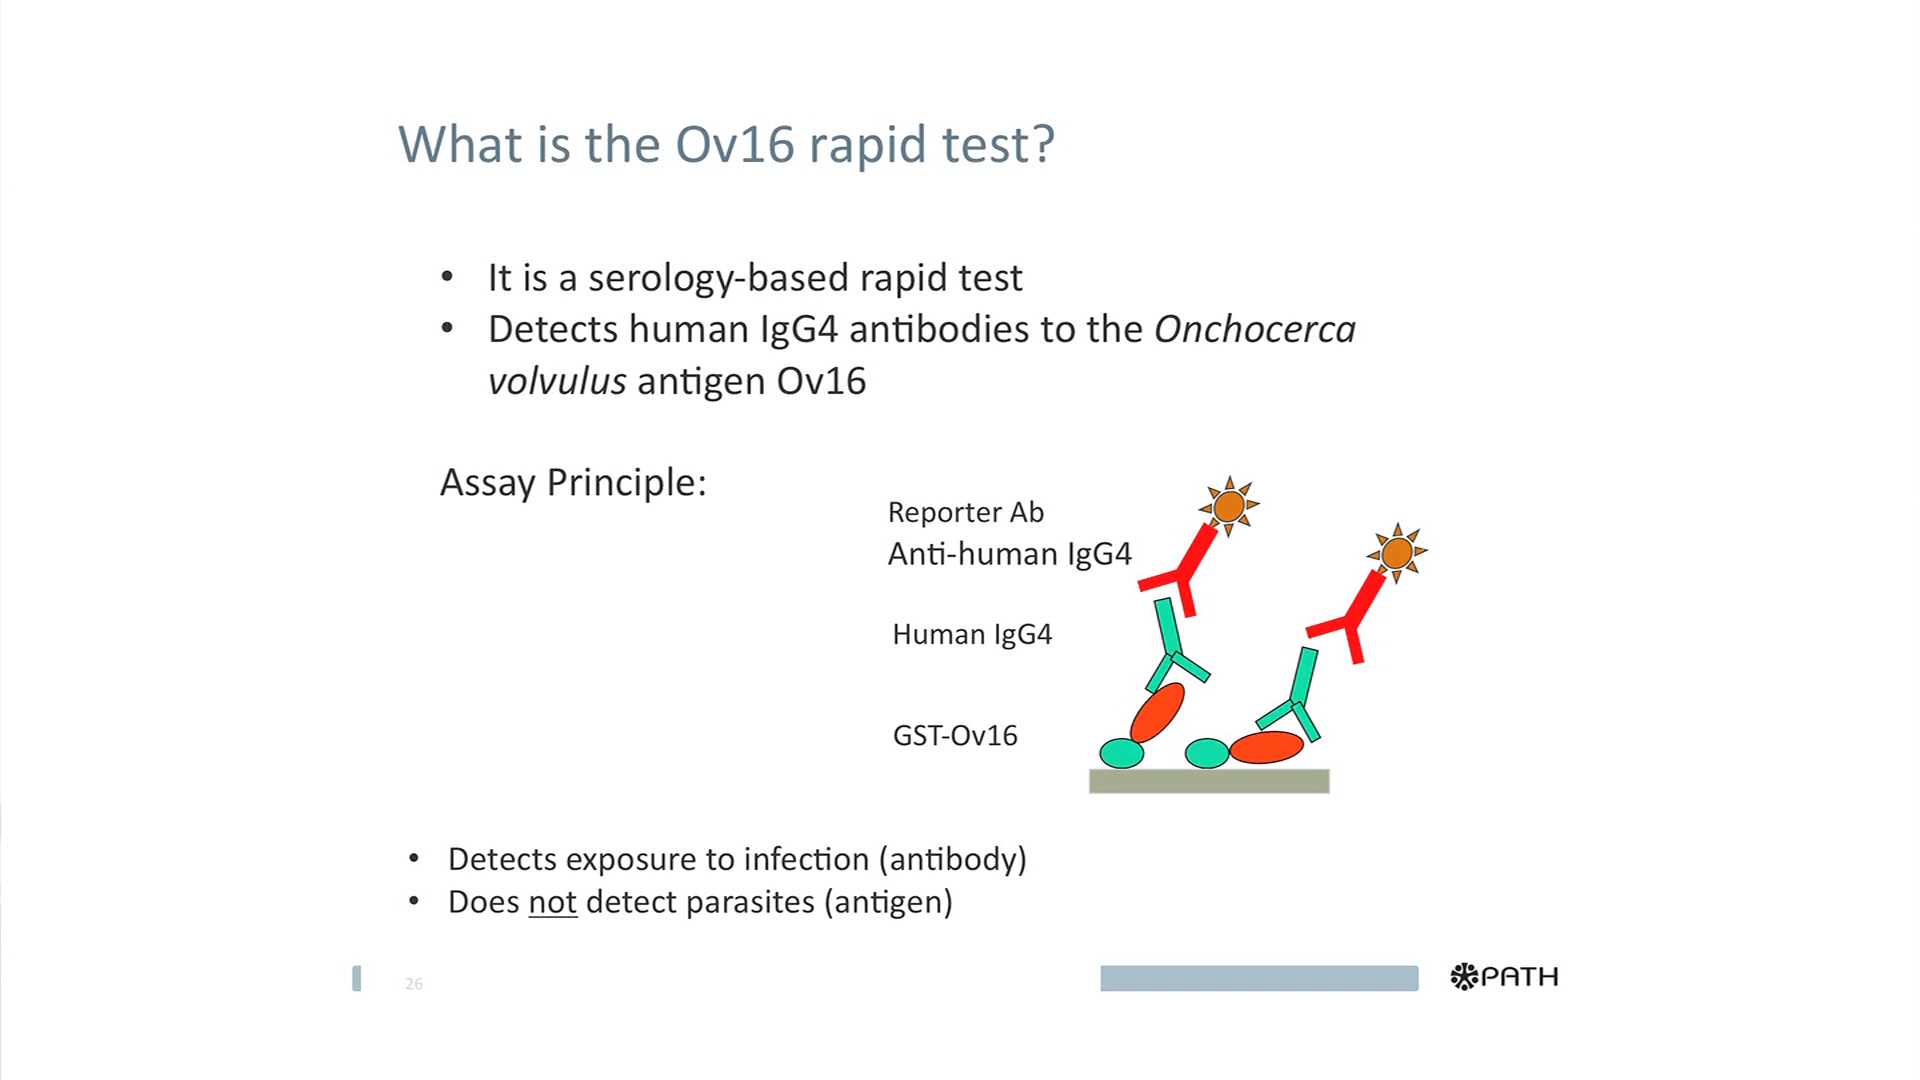 What is the Ov16 rapid test?
• It is a serology-based rapid test
• Detects human IgG4 antibodies to the Onchocerca
volvulus antigen Ov16
Assay Principle:
Reporter Ab
Anti-human IgG4
Human IgG4
GST-Ov16
• Detects exposure to infection (antibody)
• Does not detect parasites (antigen)
26
PATH